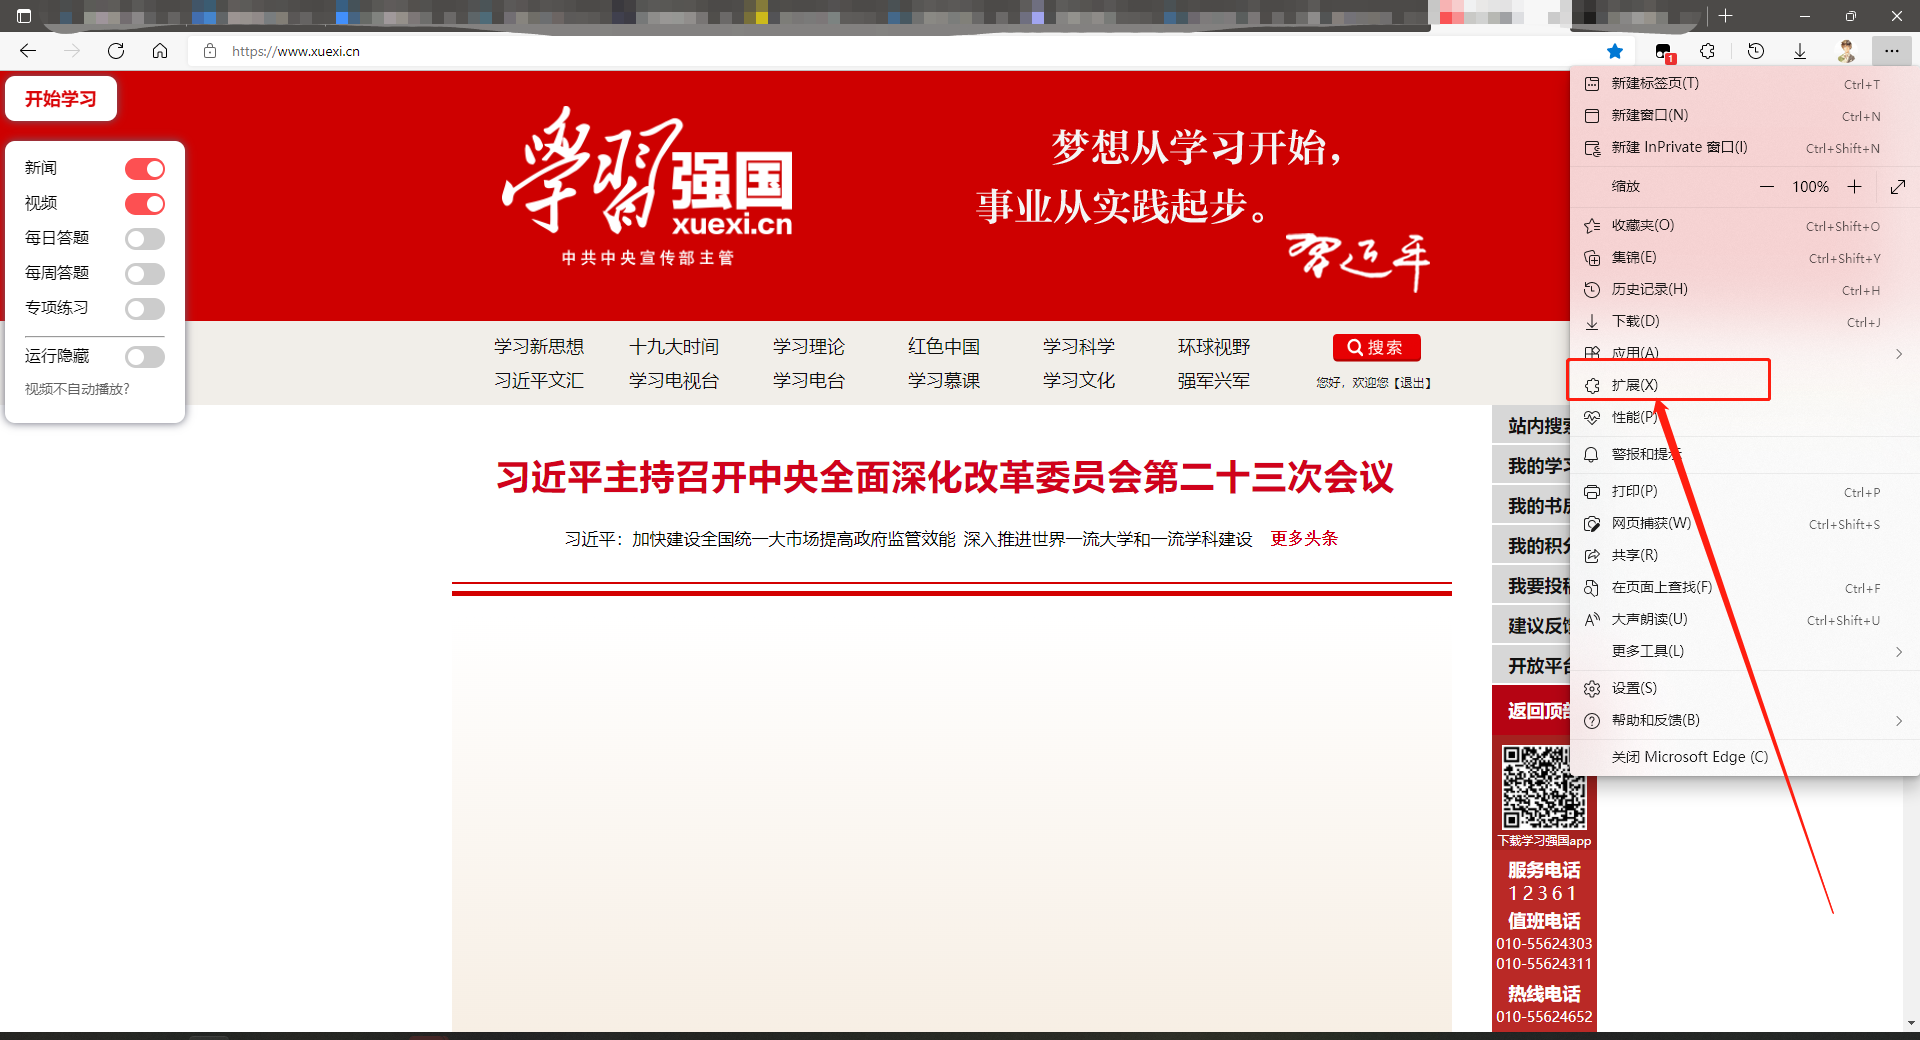 https://www.xuexi.cn
1
开始学习
新闻
视频
每日答题
每周答题
专项练习
运行隐藏
视频不自动播放?
学习强国
xuexi.cn
中共中央宣传部主管
梦想从学习开始，
事业从实践起步。
习近平
学习新思想 十九大时间 学习理论 红色中国 学习科学 环球视野 搜索
习近平文汇 学习电视台 学习电台 学习慕课 学习文化 强军兴军 您好，欢迎您【退出】
习近平主持召开中央全面深化改革委员会第二十三次会议
习近平：加快建设全国统一大市场提高政府监管效能 深入推进世界一流大学和一流学科建设 更多头条
站内搜索
我的学习
我的书房
我的积分
我要投稿
建议反馈
开放平台
返回顶部
下载学习强国app
服务电话
12361
值班电话
010-55624303
010-55624311
热线电话
010-55624652
新建标签页(T) Ctrl+T
新建窗口(N) Ctrl+N
新建 InPrivate 窗口(I) Ctrl+Shift+N
缩放 — 100% +
收藏夹(O) Ctrl+Shift+O
集锦(E) Ctrl+Shift+Y
历史记录(H) Ctrl+H
下载(D) Ctrl+J
应用(A)
扩展(X)
性能(P)
警报和提示
打印(P) Ctrl+P
网页捕获(W) Ctrl+Shift+S
共享(R)
在页面上查找(F) Ctrl+F
大声朗读(U) Ctrl+Shift+U
更多工具(L)
设置(S)
帮助和反馈(B)
关闭 Microsoft Edge (C)